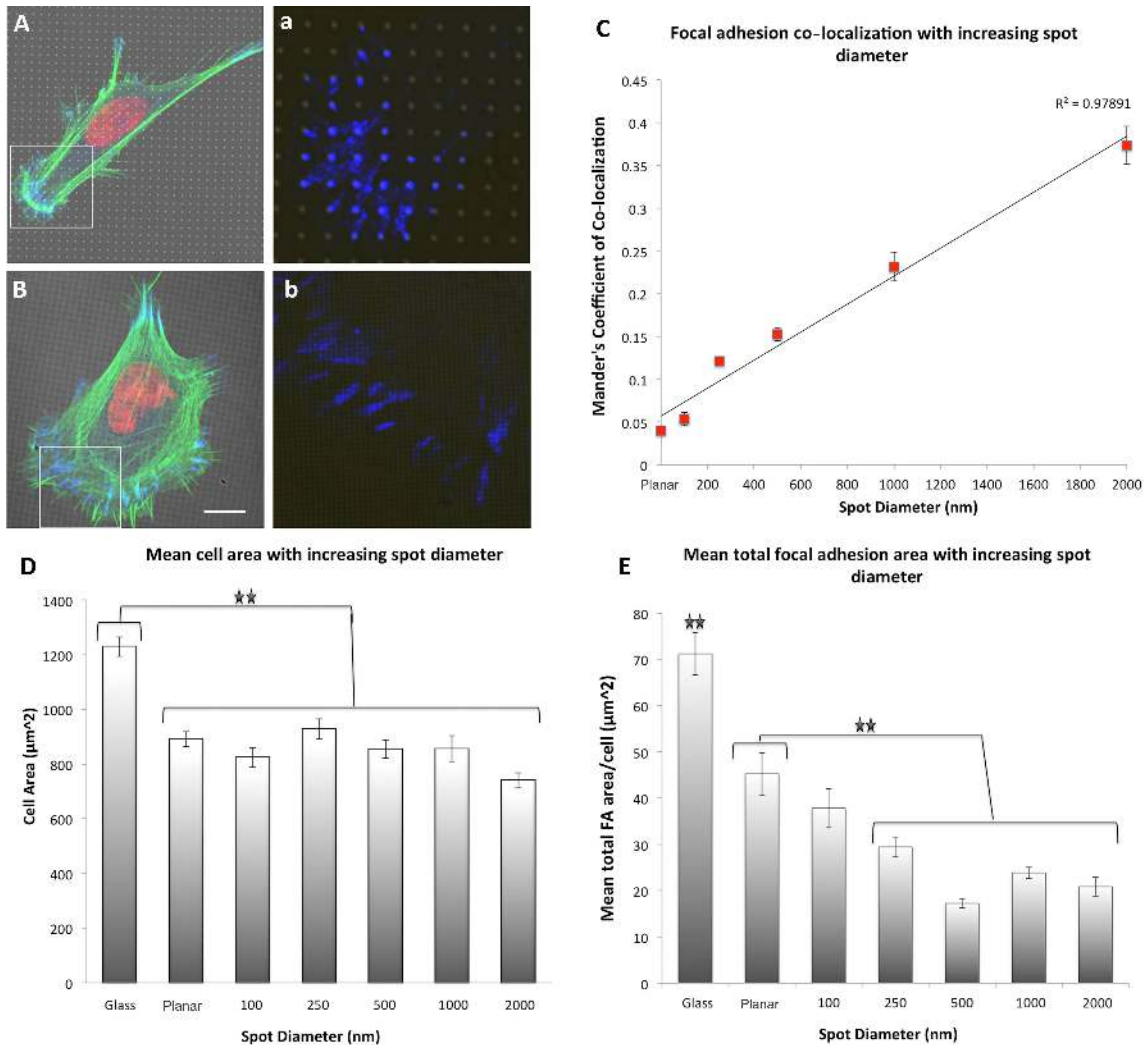 A
a
B
b
C
Focal adhesion co-localization with increasing spot
diameter
Mander's Coefficient of Co-localization
0.45
0.4
0.35
0.3
0.25
0.2
0.15
0.1
0.05
0
R² = 0.97891
Planar 200 400 600 800 1000 1200 1400 1600 1800 2000
Spot Diameter (nm)
D
Mean cell area with increasing spot diameter
Cell Area (µm^2)
1400
1200
1000
800
600
400
200
0
Glass Planar 100 250 500 1000 2000
Spot Diameter (nm)
E
Mean total focal adhesion area with increasing spot
diameter
Mean total FA area/cell (µm^2)
80
70
60
50
40
30
20
10
0
Glass Planar 100 250 500 1000 2000
Spot Diameter (nm)